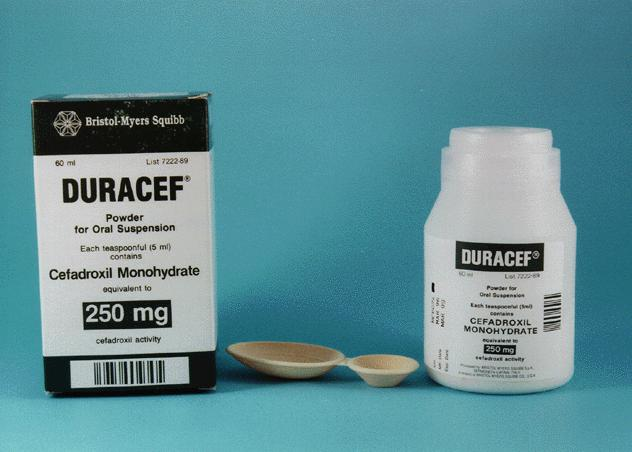 Bristol-Myers Squibb
60 ml List 7222-89
DURACEF®
Powder
for Oral Suspension
Each teaspoonful (5 ml)
contains
Cefadroxil Monohydrate
equivalent to
250 mg
cefadroxil activity
DURACEF®
60 ml List 7222-89
Powder for
Oral Suspension
Each teaspoonful (5ml)
contains
CEFADROXIL
MONOHYDRATE
equivalent to
250 mg
cefadroxil activity